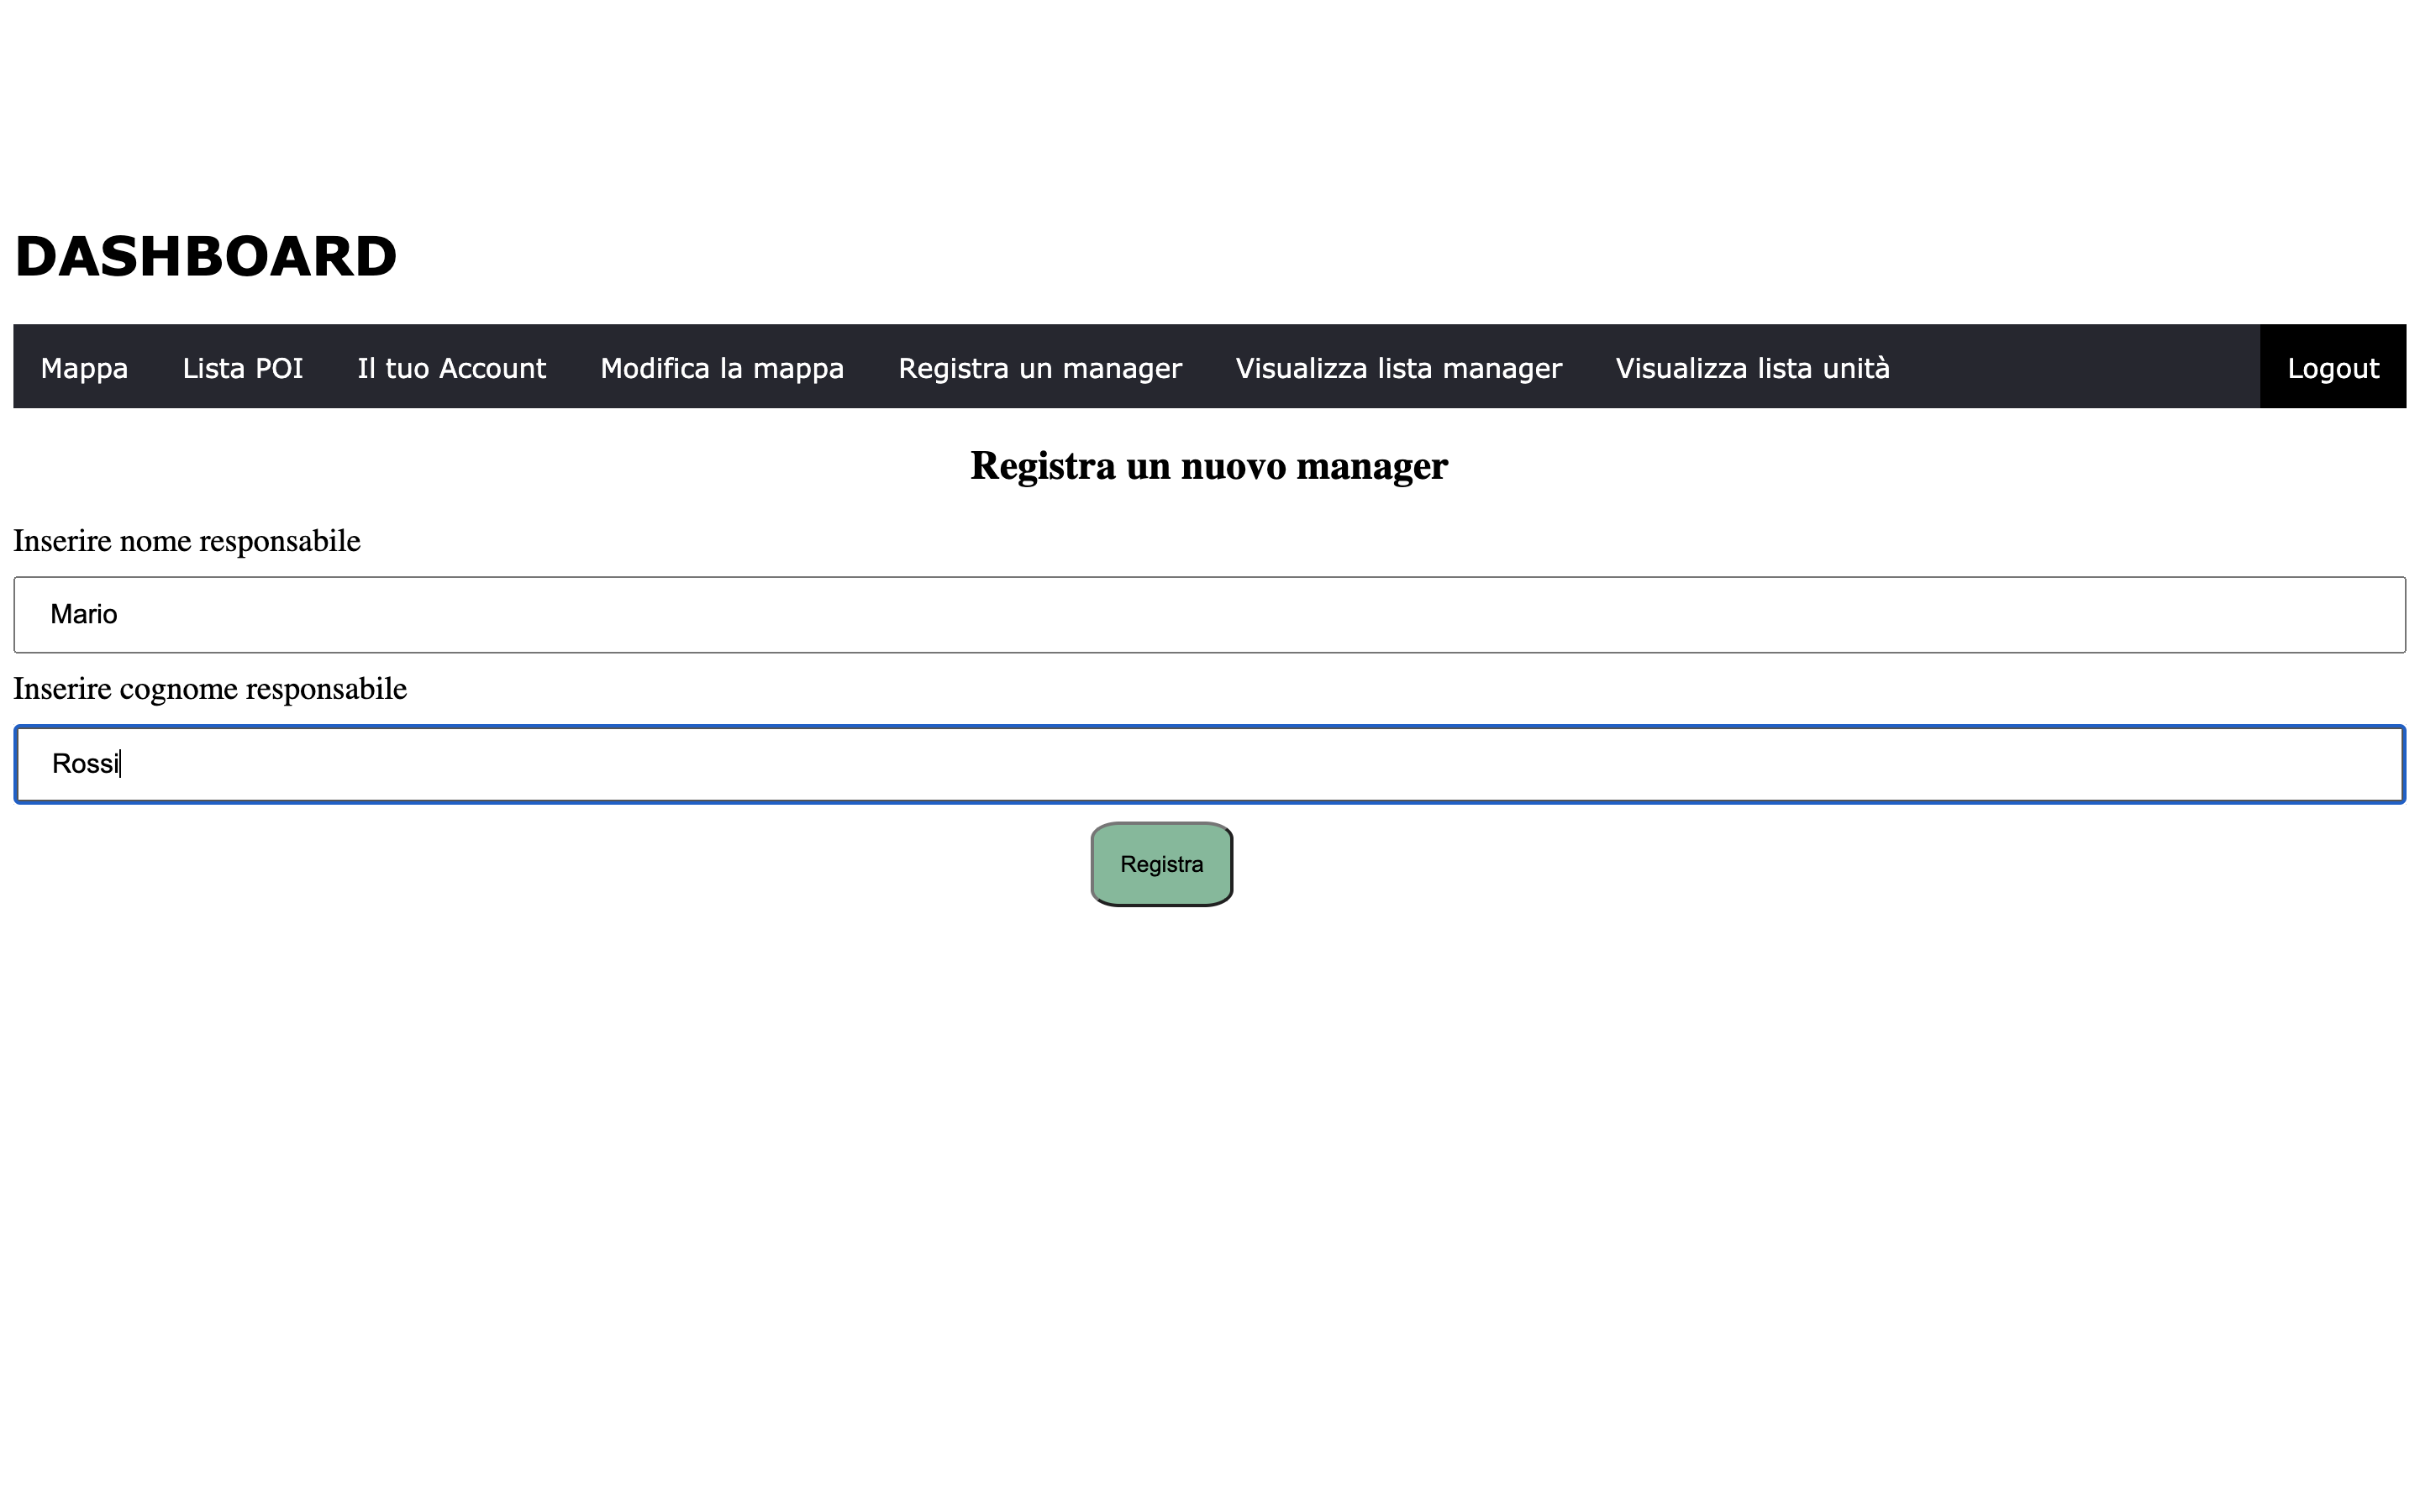 DASHBOARD
Mappa Lista POI Il tuo Account Modifica la mappa Registra un manager Visualizza lista manager Visualizza lista unità Logout
Registra un nuovo manager
Inserire nome responsabile
Mario
Inserire cognome responsabile
Rossi
Registra